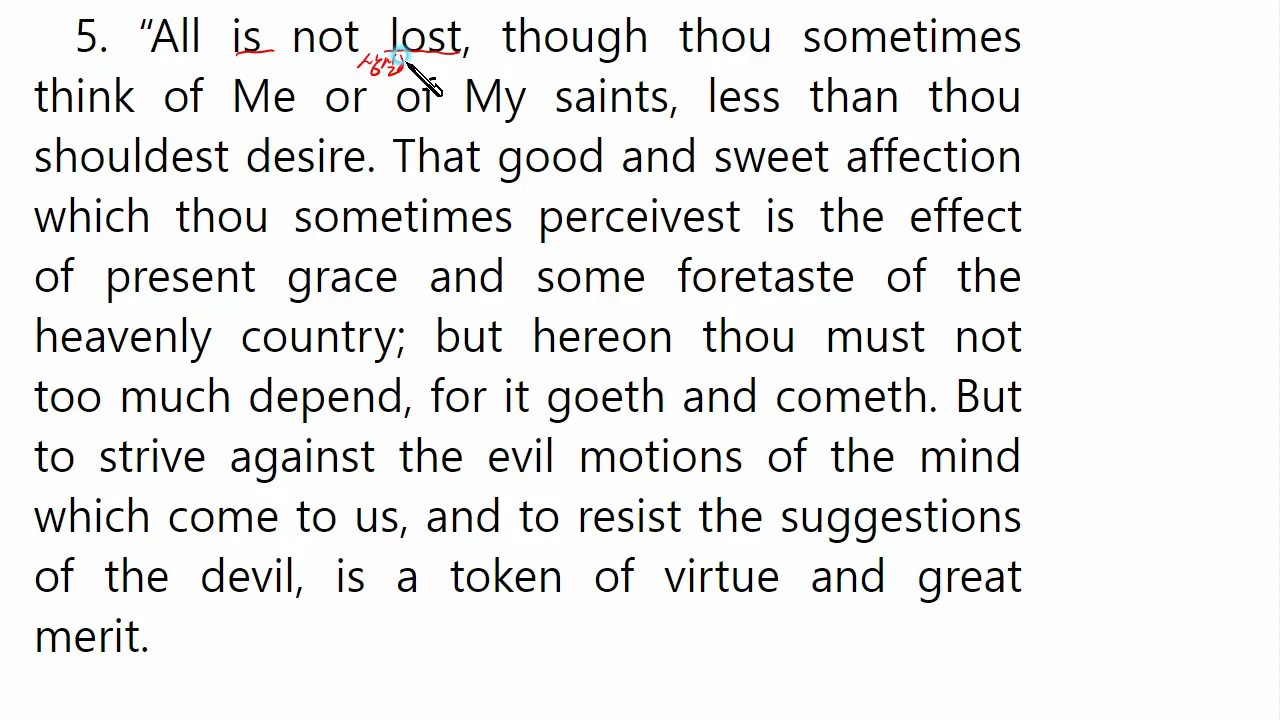 5. “All is not lost, though thou sometimes
상실
think of Me or of My saints, less than thou
shouldest desire. That good and sweet affection
which thou sometimes perceivest is the effect
of present grace and some foretaste of the
heavenly country; but hereon thou must not
too much depend, for it goeth and cometh. But
to strive against the evil motions of the mind
which come to us, and to resist the suggestions
of the devil, is a token of virtue and great
merit.